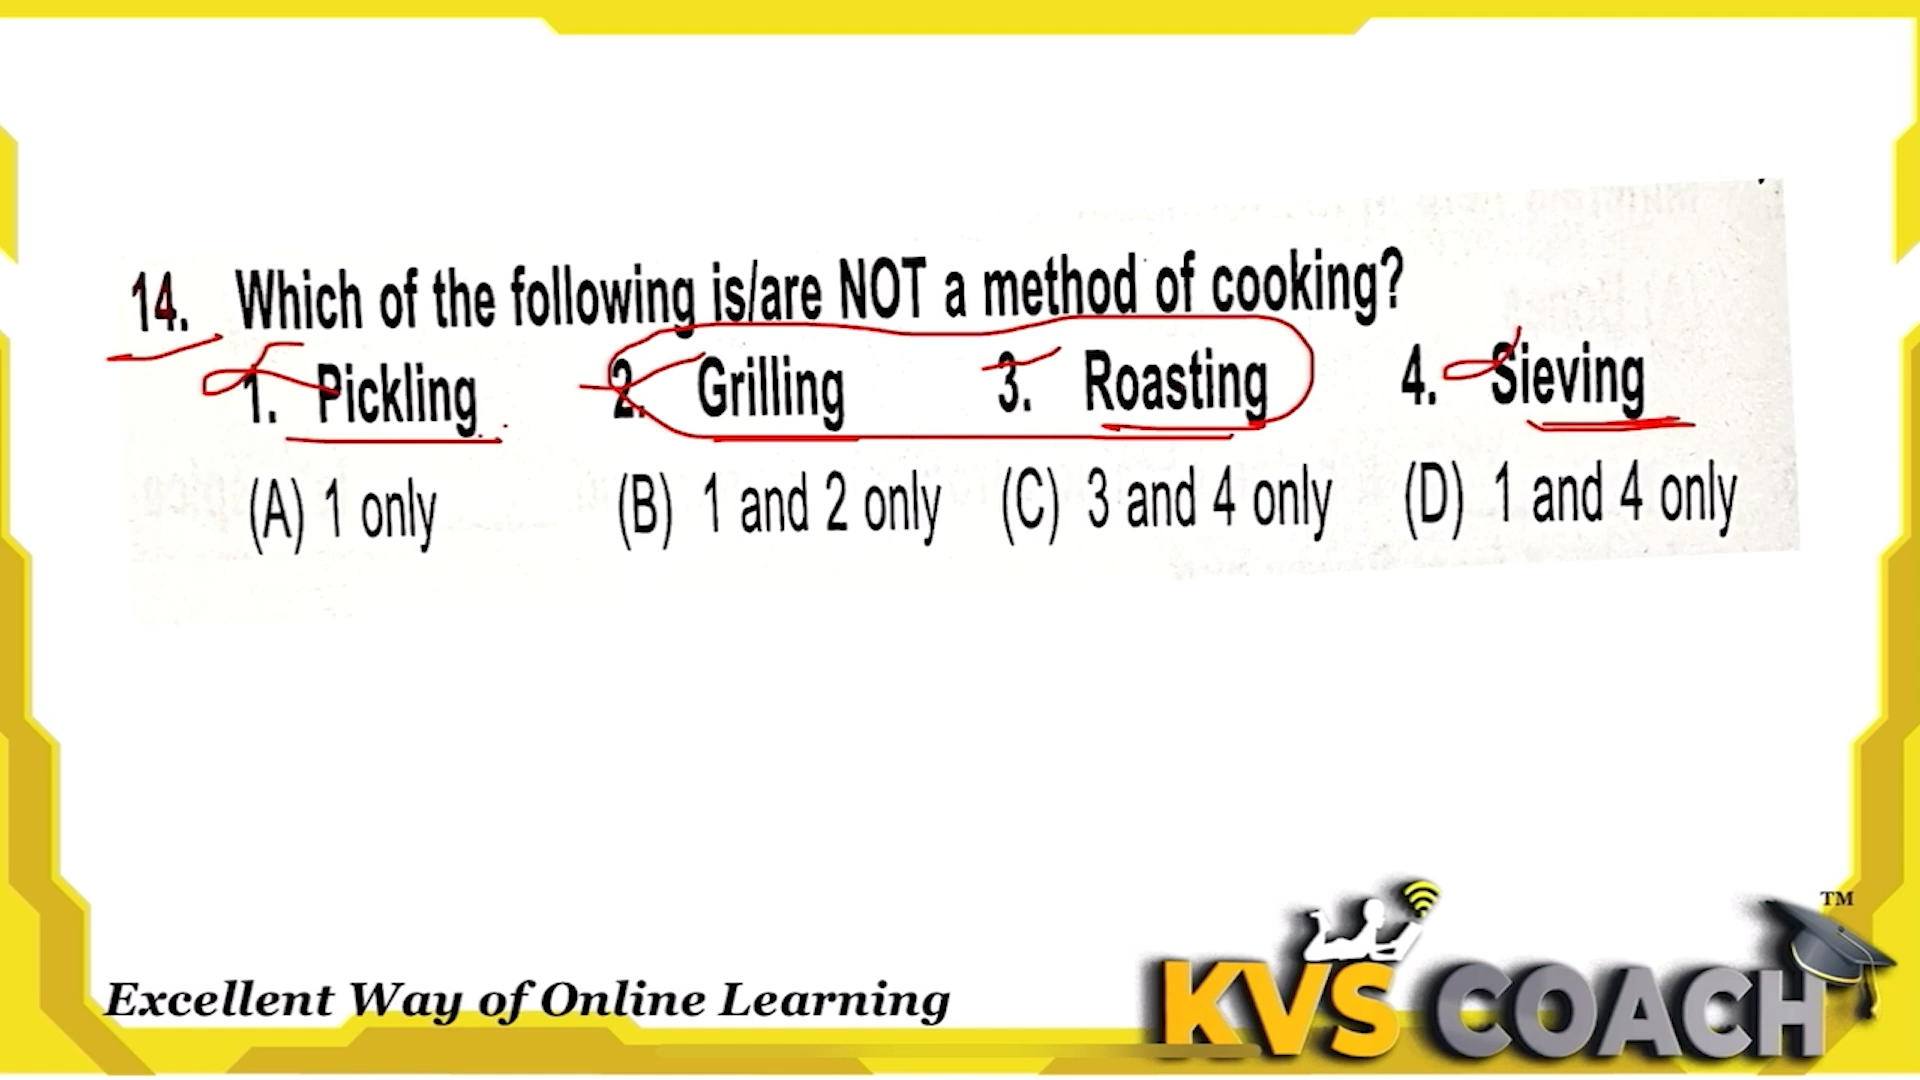 14. Which of the following is/are NOT a method of cooking?
1. Pickling 2. Grilling 3. Roasting 4. Sieving
(A) 1 only (B) 1 and 2 only (C) 3 and 4 only (D) 1 and 4 only
Excellent Way of Online Learning
KVS COACH TM